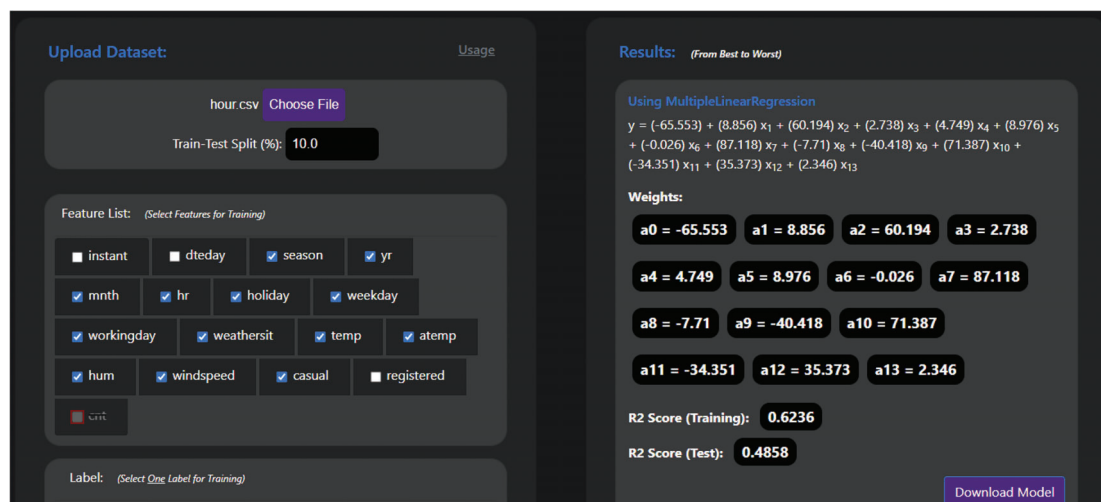 Upload Dataset:
Usage
hour.csv Choose File
Train-Test Split (%): 10.0
Feature List: (Select Features for Training)
instant dteday season yr
mnth hr holiday weekday
workingday weathersit temp atemp
hum windspeed casual registered
cnt
Label: (Select One Label for Training)
Results: (From Best to Worst)
Using MultipleLinearRegression
y = (-65.553) + (8.856) x₁ + (60.194) x₂ + (2.738) x₃ + (4.749) x₄ + (8.976) x₅
+ (-0.026) x₆ + (87.118) x₇ + (-7.71) x₈ + (-40.418) x₉ + (71.387) x₁₀ +
(-34.351) x₁₁ + (35.373) x₁₂ + (2.346) x₁₃
Weights:
a0 = -65.553 a1 = 8.856 a2 = 60.194 a3 = 2.738
a4 = 4.749 a5 = 8.976 a6 = -0.026 a7 = 87.118
a8 = -7.71 a9 = -40.418 a10 = 71.387
a11 = -34.351 a12 = 35.373 a13 = 2.346
R2 Score (Training): 0.6236
R2 Score (Test): 0.4858
Download Model